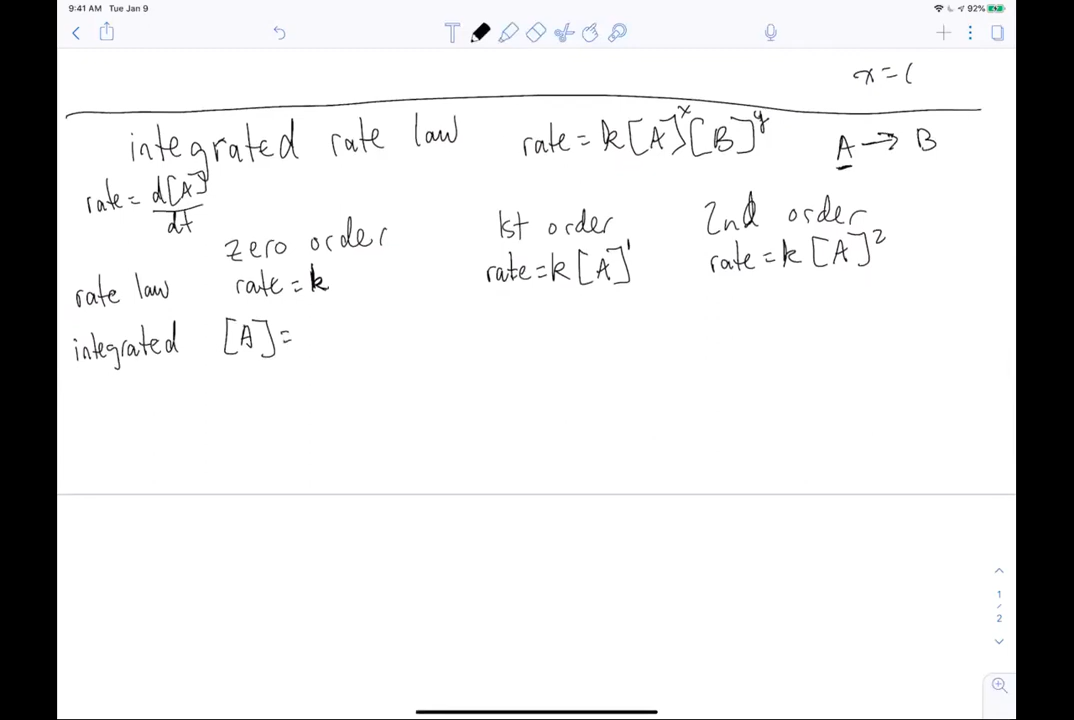 9:41 AM Tue Jan 9 92%
x = (
integrated rate law rate = k[A]^x[B]^y A → B
rate = d[A]/dt
zero order 1st order 2nd order
rate law rate = k rate = k[A]^1 rate = k[A]^2
integrated [A] =
1
/
2